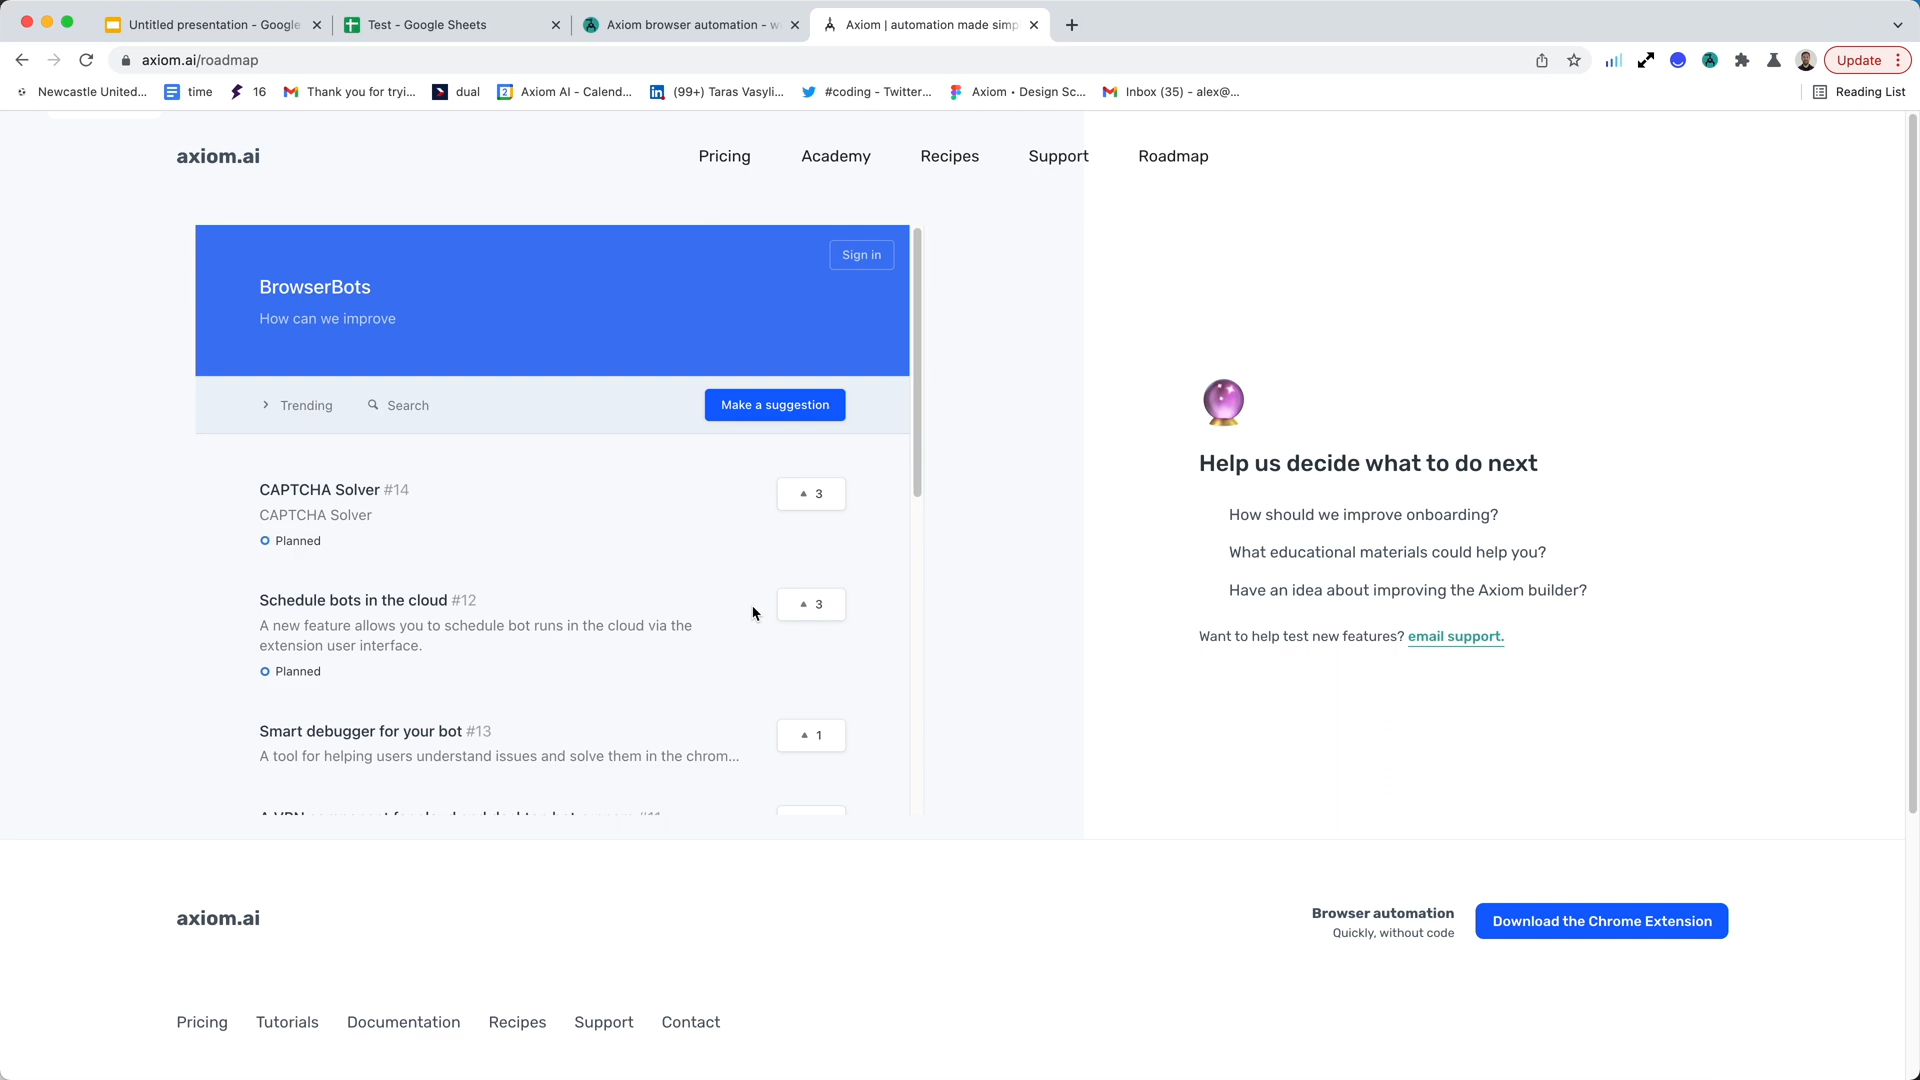 Untitled presentation - Google
Test - Google Sheets
Axiom browser automation - w
Axiom | automation made simp
axiom.ai/roadmap
Update
Newcastle United...
time
16
Thank you for tryi...
dual
2
Axiom AI - Calend...
(99+) Taras Vasyli...
#coding - Twitter...
Axiom • Design Sc...
Inbox (35) - alex@...
Reading List
axiom.ai
Pricing
Academy
Recipes
Support
Roadmap
Sign in
BrowserBots
How can we improve
Trending
Search
Make a suggestion
CAPTCHA Solver #14
3
CAPTCHA Solver
Planned
Schedule bots in the cloud #12
3
A new feature allows you to schedule bot runs in the cloud via the
extension user interface.
Planned
Smart debugger for your bot #13
1
A tool for helping users understand issues and solve them in the chrom...
Help us decide what to do next
How should we improve onboarding?
What educational materials could help you?
Have an idea about improving the Axiom builder?
Want to help test new features? email support.
axiom.ai
Browser automation
Quickly, without code
Download the Chrome Extension
Pricing
Tutorials
Documentation
Recipes
Support
Contact